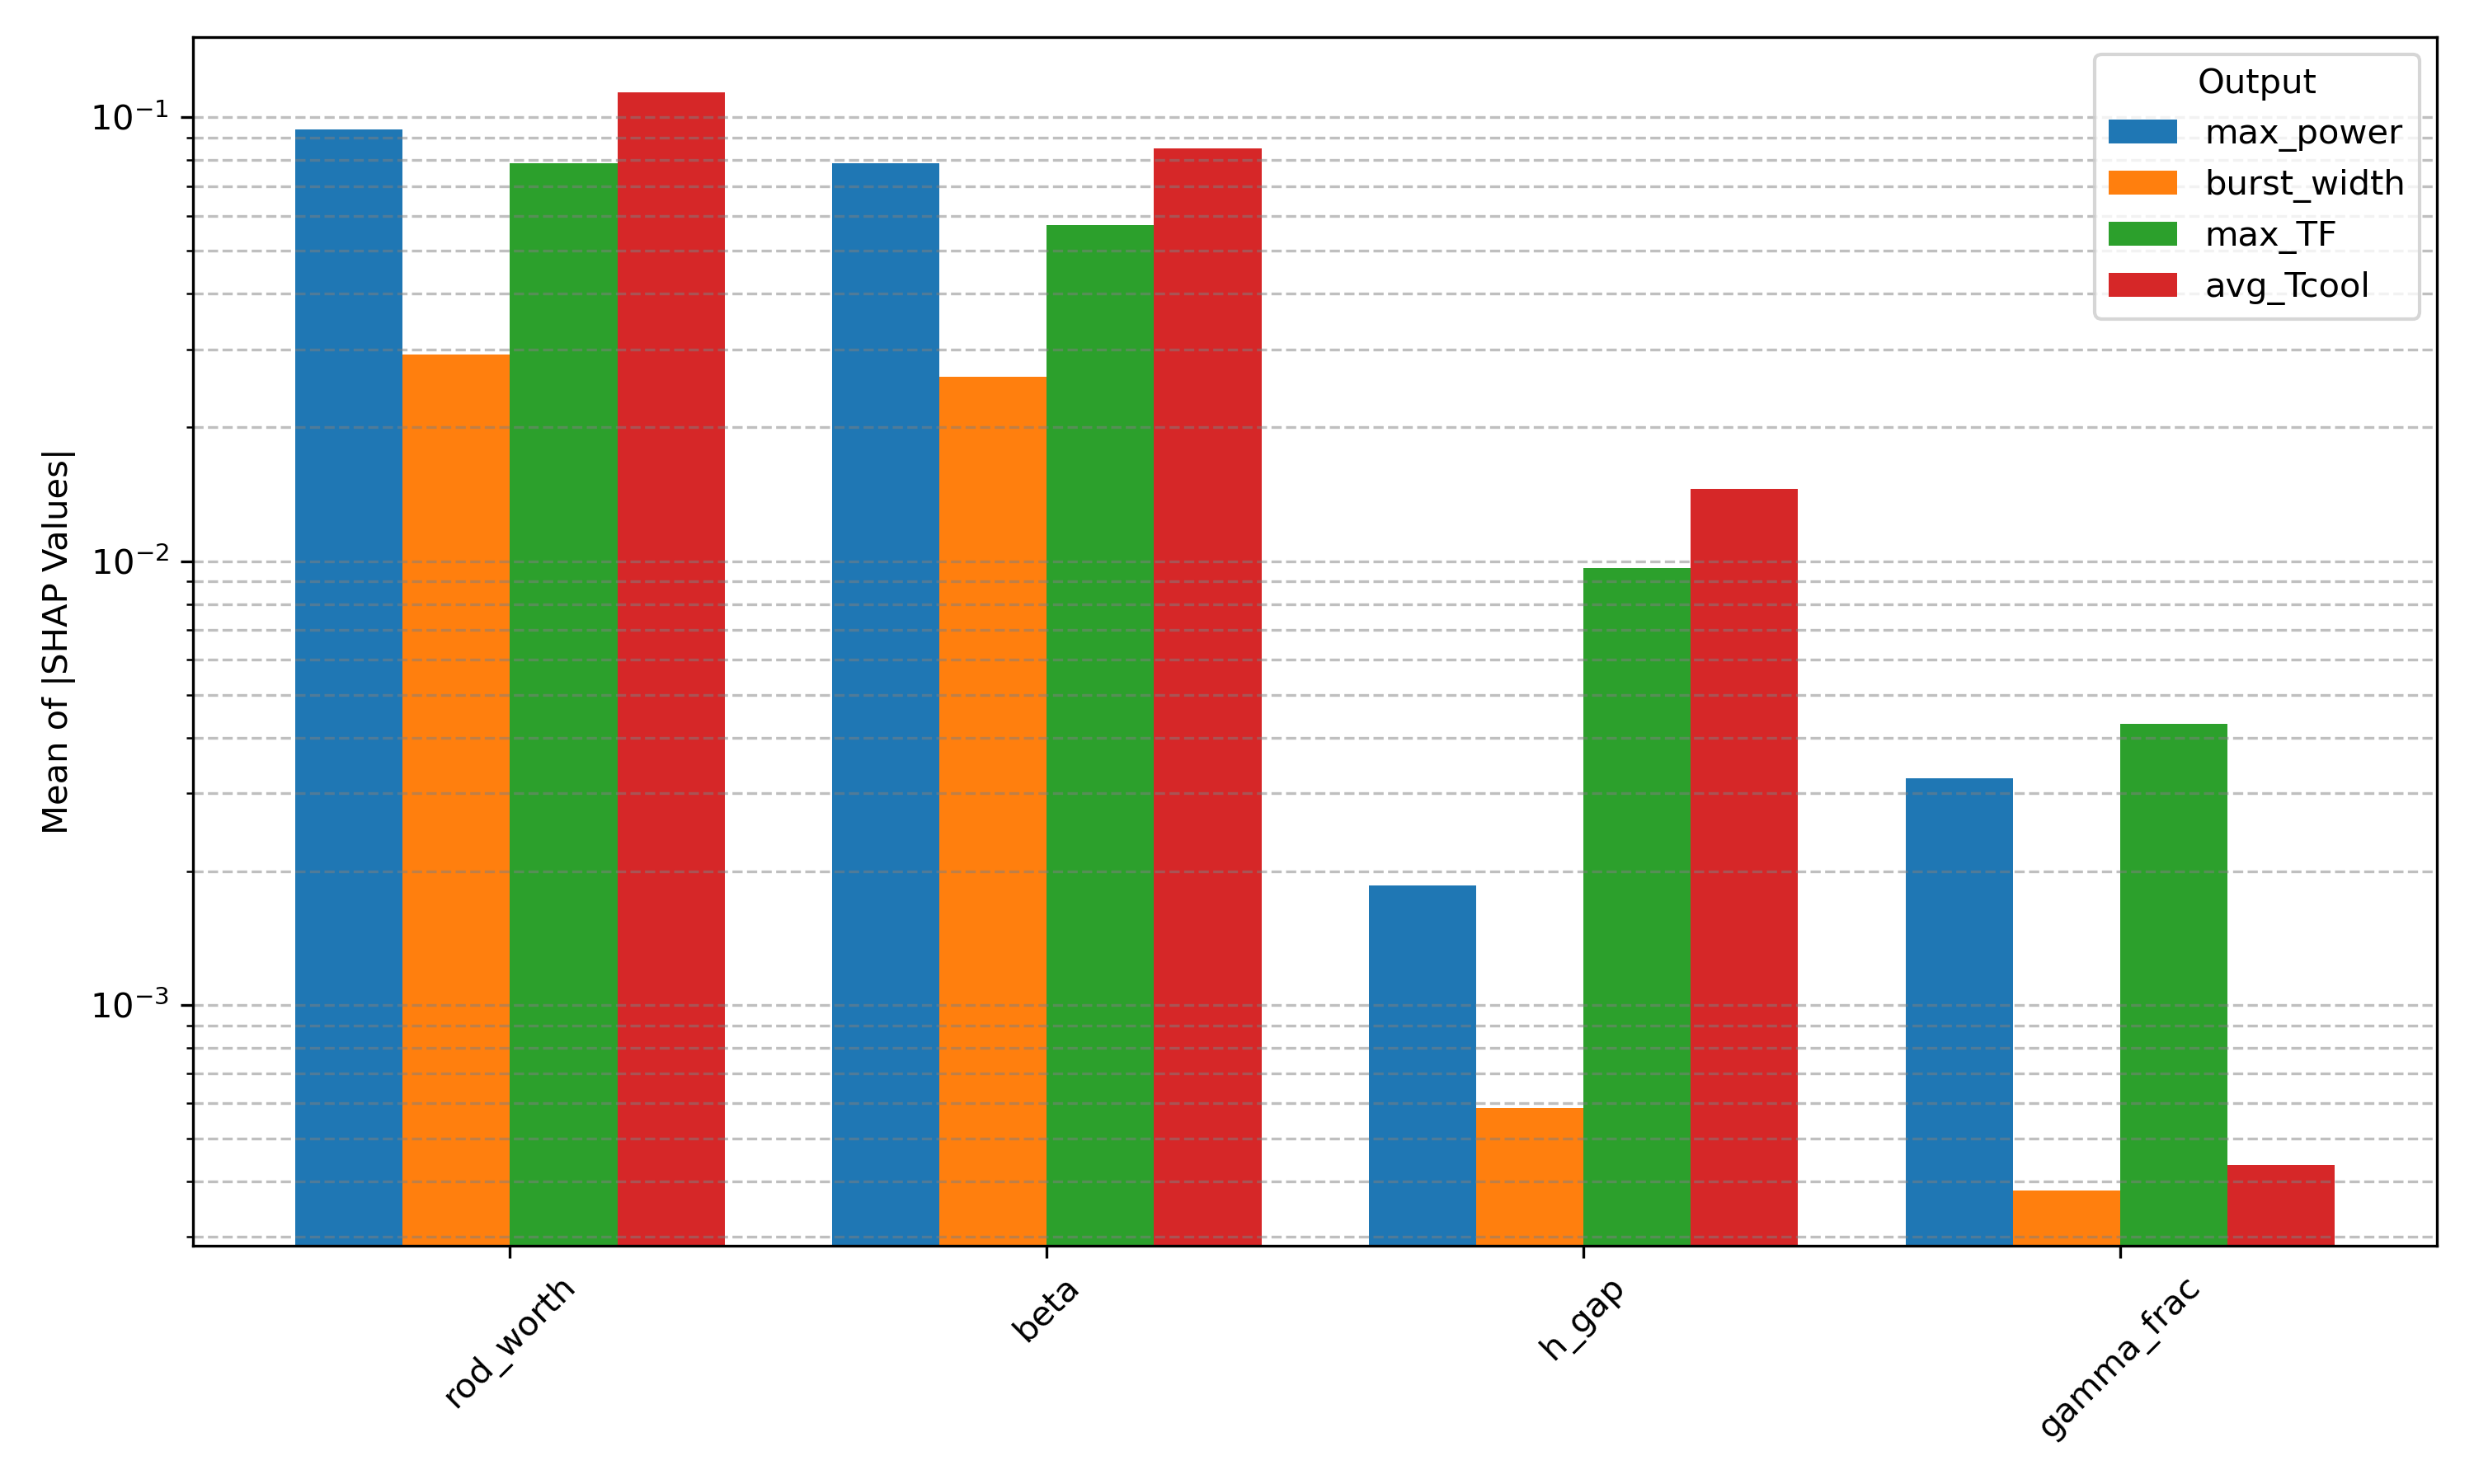 Output
max_power
burst_width
max_TF
avg_Tcool
Mean of |SHAP Values|
10⁻¹
10⁻²
10⁻³
rod_worth
beta
h_gap
gamma_frac